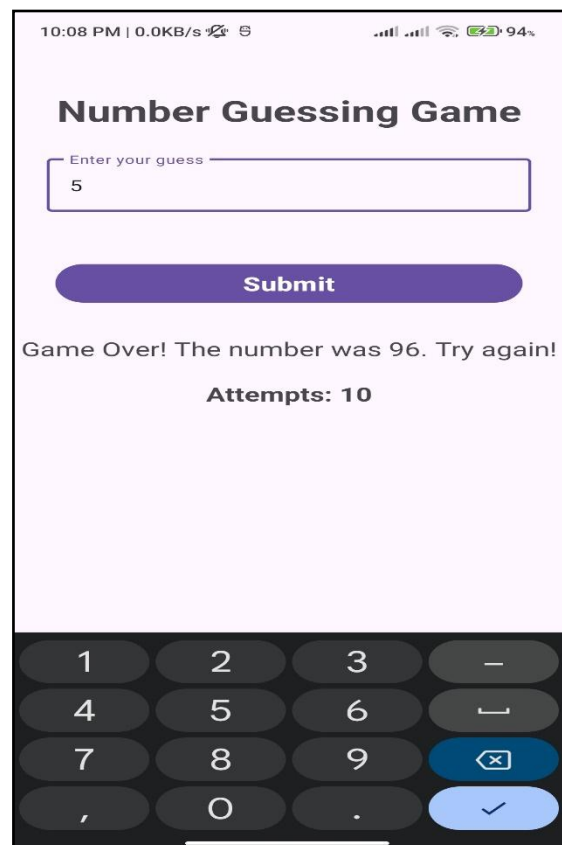 10:08 PM | 0.0KB/s
94%
Number Guessing Game
Enter your guess
5
Submit
Game Over! The number was 96. Try again!
Attempts: 10
1 2 3 –
4 5 6
7 8 9
, 0 .